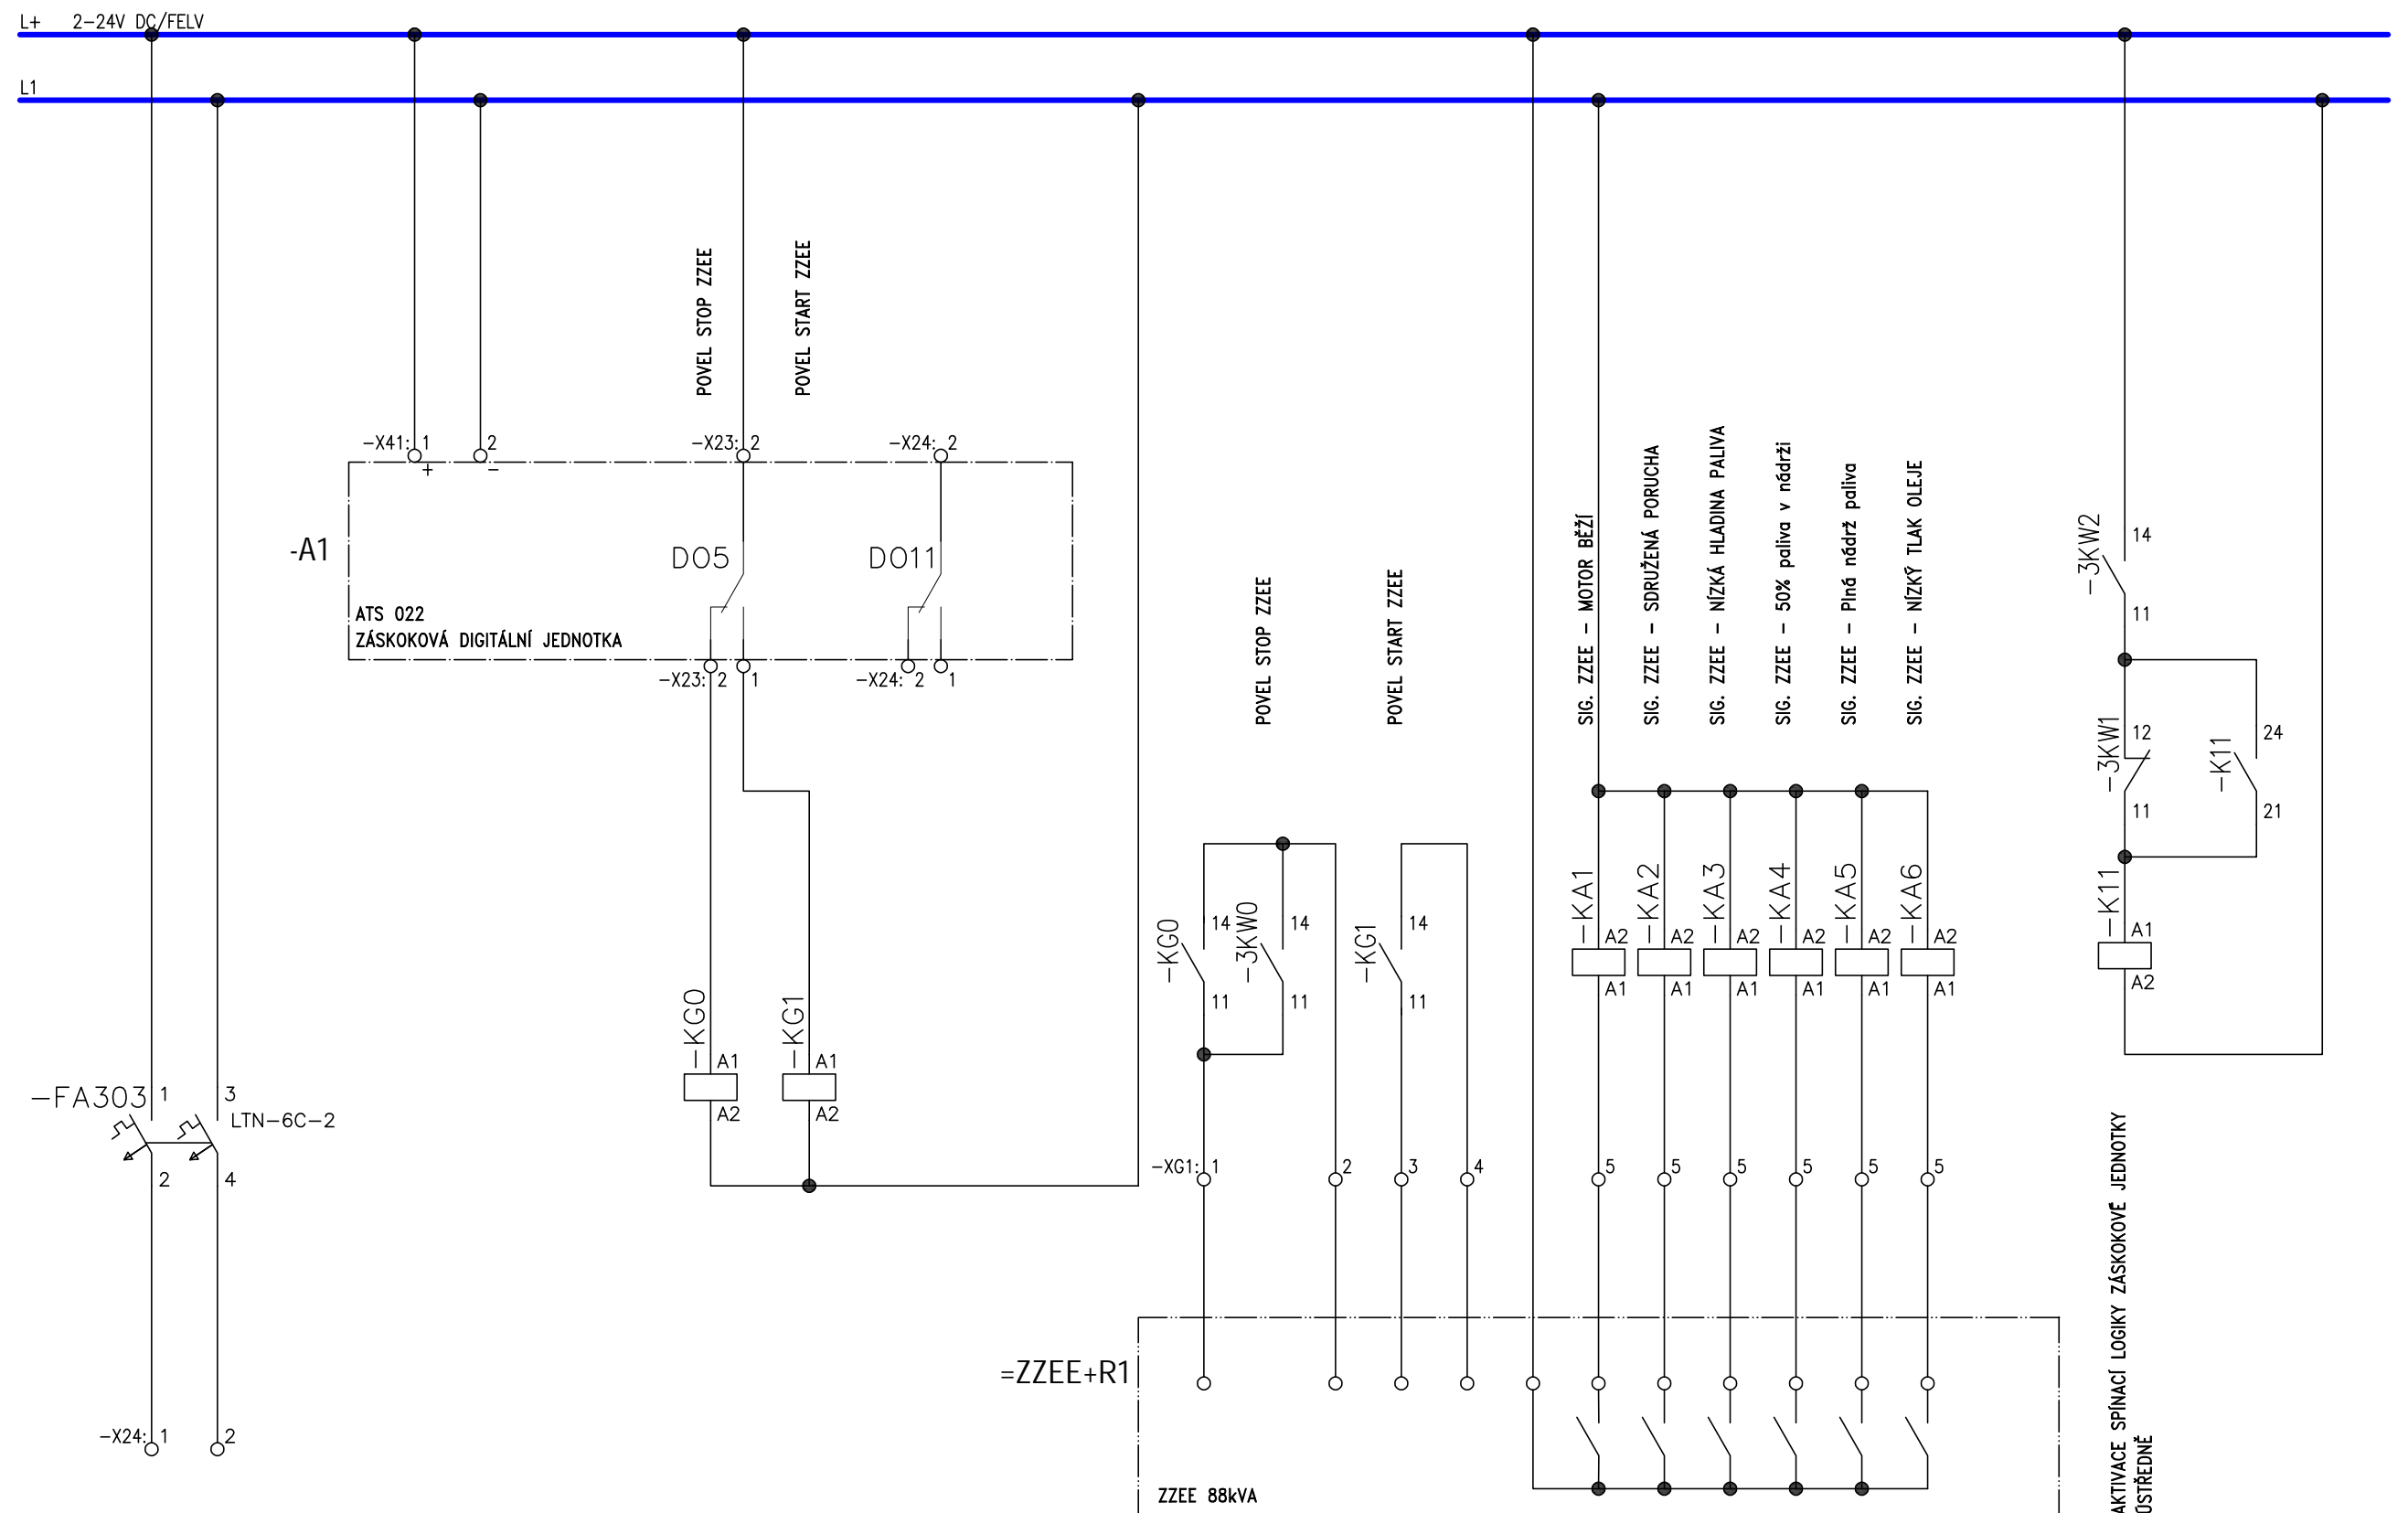 L+ 2-24V DC/FELV
L1
POVEL STOP ZZEE
POVEL START ZZEE
-X41: 1
2
-X23: 2
-X24: 2
+
-
-A1
DO5
DO11
ATS 022
ZÁSKOKOVÁ DIGITÁLNÍ JEDNOTKA
-X23: 2
1
-X24: 2
1
POVEL STOP ZZEE
POVEL START ZZEE
SIG. ZZEE - MOTOR BĚŽÍ
SIG. ZZEE - SDRUŽENÁ PORUCHA
SIG. ZZEE - NÍZKÁ HLADINA PALIVA
SIG. ZZEE - 50% paliva v nádrži
SIG. ZZEE - Plná nádrž paliva
SIG. ZZEE - NÍZKÝ TLAK OLEJE
-3KW2
14
11
-3KW1
12
11
-K11
24
21
-K11
A1
A2
-KG0
14
11
-3KW0
14
11
-KG1
14
11
-KA1
A2
A1
-KA2
A2
A1
-KA3
A2
A1
-KA4
A2
A1
-KA5
A2
A1
-KA6
A2
A1
-KG0
A1
A2
-KG1
A1
A2
-FA303
1
3
LTN-6C-2
2
4
-XG1: 1
2
3
4
5
5
5
5
5
5
=ZZEE+R1
-X24: 1
2
ZZEE 88kVA
AKTIVACE SPÍNACÍ LOGIKY ZÁSKOKOVÉ JEDNOTKY
ÚSTŘEDNĚ